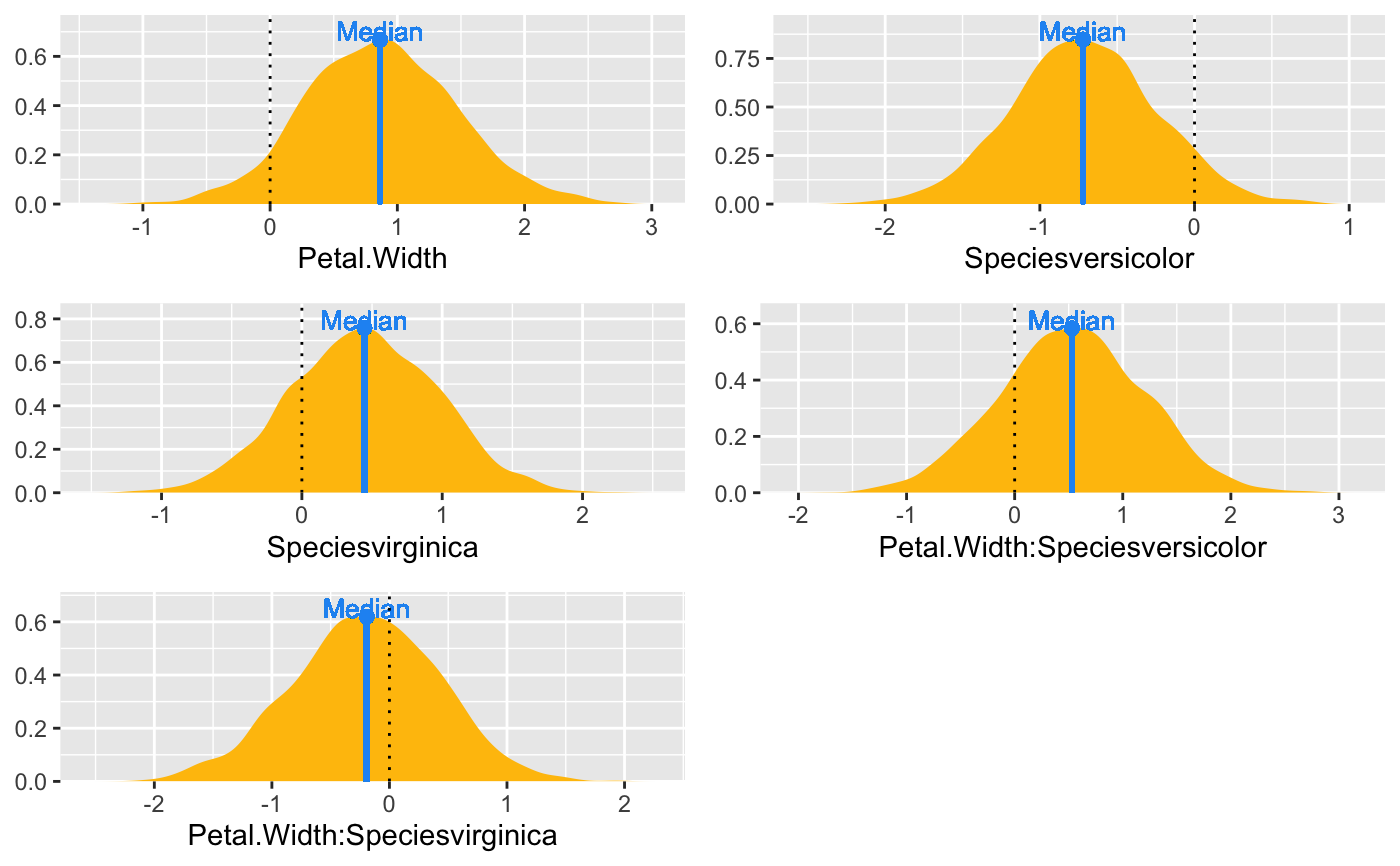 Median
0.6
0.4
0.2
0.0
-1 0 1 2 3
Petal.Width
Median
0.75
0.50
0.25
0.00
-2 -1 0 1
Speciesversicolor
Median
0.8
0.6
0.4
0.2
0.0
-1 0 1 2
Speciesvirginica
Median
0.6
0.4
0.2
0.0
-2 -1 0 1 2 3
Petal.Width:Speciesversicolor
Median
0.6
0.4
0.2
0.0
-2 -1 0 1 2
Petal.Width:Speciesvirginica